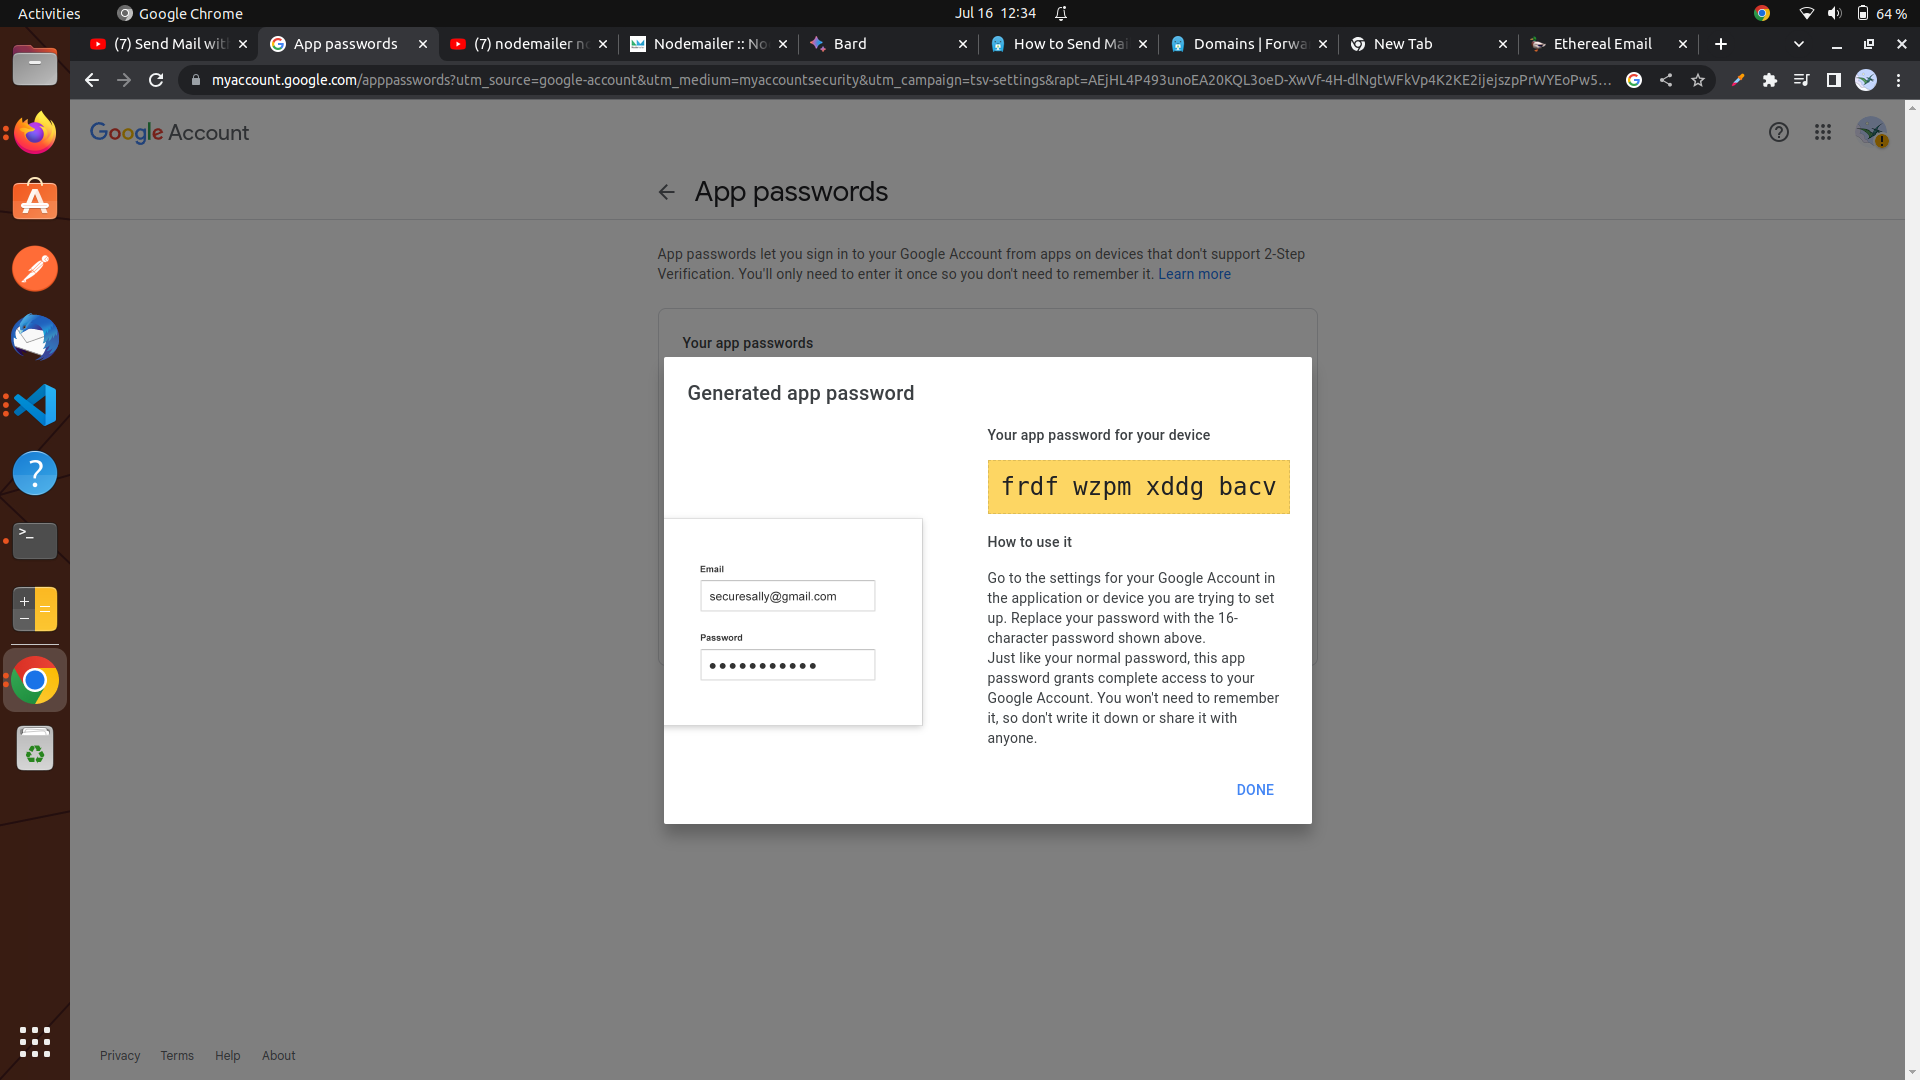 Activities
Google Chrome
Jul 16 12:34
64 %
(7) Send Mail wit
App passwords
(7) nodemailer n
Nodemailer :: No
Bard
How to Send Mai
Domains | Forwa
New Tab
Ethereal Email
myaccount.google.com/apppasswords?utm_source=google-account&utm_medium=myaccountsecurity&utm_campaign=tsv-settings&rapt=AEjHL4P493unoEA20KQL3oeD-XwVf-4H-dlNgtWFkVp4K2KE2ijejszpPrWYEoPw5...
Google Account
App passwords
App passwords let you sign in to your Google Account from apps on devices that don't support 2-Step
Verification. You'll only need to enter it once so you don't need to remember it. Learn more
Your app passwords
Generated app password
Your app password for your device
frdf wzpm xddg bacv
Email
securesally@gmail.com
Password
How to use it
Go to the settings for your Google Account in
the application or device you are trying to set
up. Replace your password with the 16-
character password shown above.
Just like your normal password, this app
password grants complete access to your
Google Account. You won't need to remember
it, so don't write it down or share it with
anyone.
DONE
Privacy
Terms
Help
About